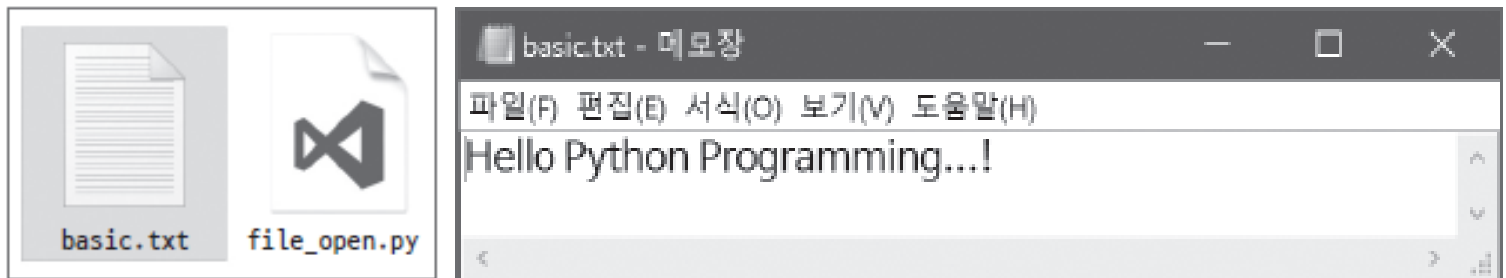 basic.txt
file_open.py
basic.txt - 메모장
파일(F) 편집(E) 서식(O) 보기(V) 도움말(H)
Hello Python Programming...!